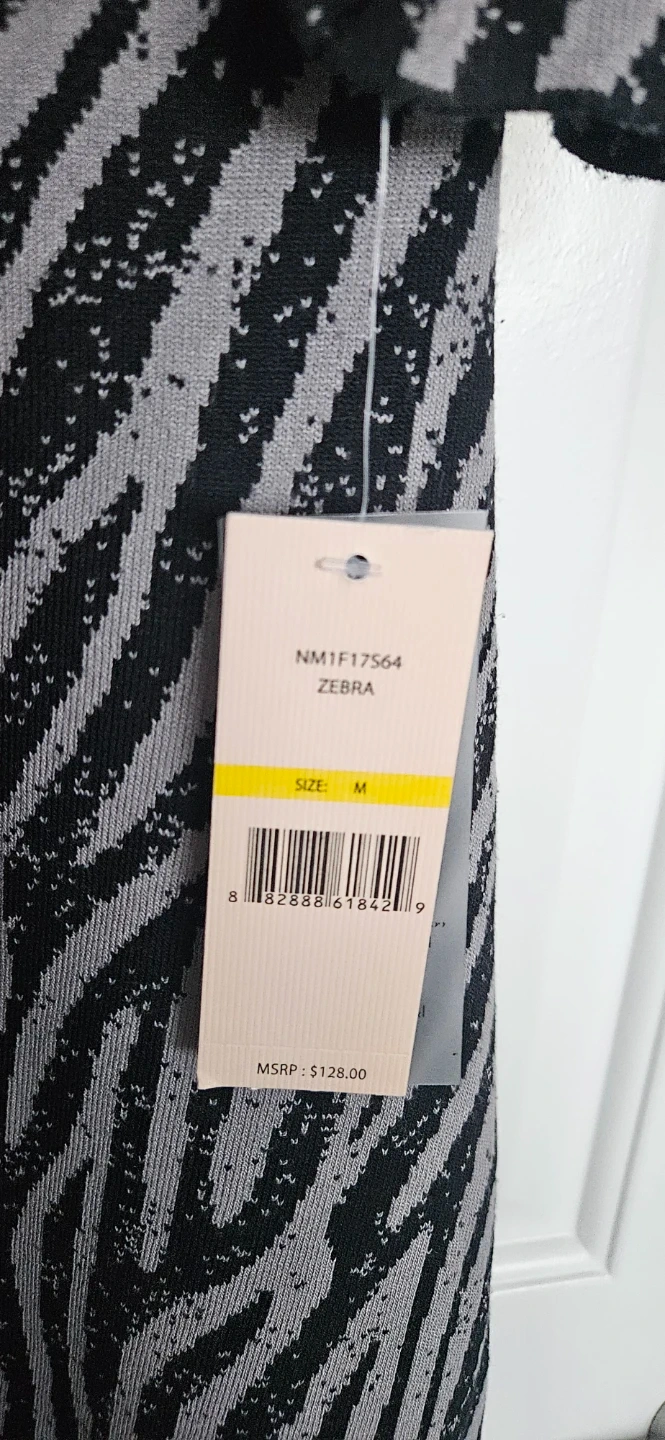 NM1F17S64
ZEBRA
SIZE: M
8 82888 61842 9
MSRP : $128.00